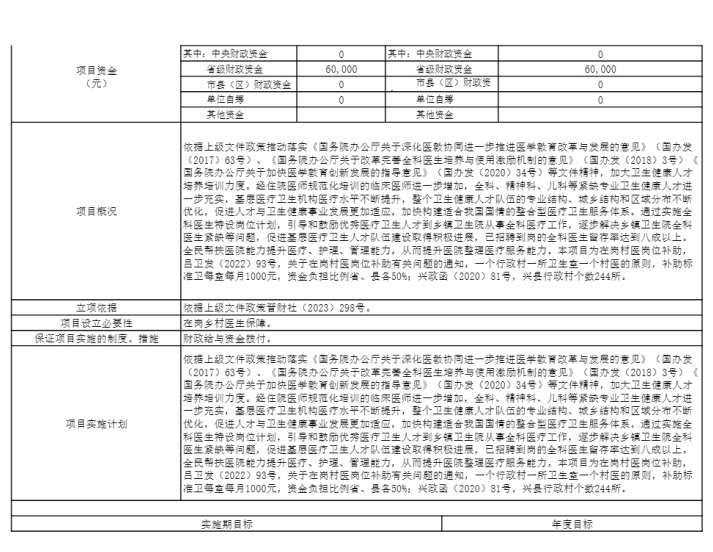 其中：中央财政资金 0 其中：中央财政资金 0
项目资金
（元）
省级财政资金 60,000 省级财政资金 60,000
市县（区）财政资金 0 市县（区）财政资 0
单位自筹 0 单位自筹 0
其他资金 其他资金
项目概况
依据上级文件政策推动落实《国务院办公厅关于深化医教协同进一步推进医学教育改革与发展的意见》（国办发
（2017）63号）、《国务院办公厅关于改革完善全科医生培养与使用激励机制的意见》（国办发（2018）3号）《
国务院办公厅关于加快医学教育创新发展的指导意见》（国办发（2020）34号）等文件精神，加大卫生健康人才
培养培训力度。经住院医师规范化培训的临床医师进一步增加，全科、精神科、儿科等紧缺专业卫生健康人才进
一步充实，基层医疗卫生机构医疗水平不断提升，整个卫生健康人才队伍的专业结构、城乡结构和区域分布不断
优化，促进人才与卫生健康事业发展更加适应，加快构建适合我国国情的整合型医疗卫生服务体系。通过实施全
科医生特设岗位计划，引导和鼓励优秀医疗卫生人才到乡镇卫生院从事全科医疗工作，逐步解决乡镇卫生院全科
医生紧缺等问题，促进基层医疗卫生人才队伍建设取得积极进展，已招聘到岗的全科医生留存率达到八成以上。
全民帮扶医院能力提升医疗、护理、管理能力，从而提升医院整理医疗服务能力。本项目为在岗村医岗位补助，
吕卫发（2022）93号，关于在岗村医岗位补助有关问题的通知，一个行政村一所卫生室一个村医的原则，补助标
准卫每室每月1000元，资金负担比例省、县各50%；兴政函（2020）81号，兴县行政村个数244所。
立项依据 依据上级文件政策晋财社（2023）298号。
项目设立必要性 在岗乡村医生保障。
保证项目实施的制度、措施 财政给与资金拨付。
项目实施计划
依据上级文件政策推动落实《国务院办公厅关于深化医教协同进一步推进医学教育改革与发展的意见》（国办发
（2017）63号）、《国务院办公厅关于改革完善全科医生培养与使用激励机制的意见》（国办发（2018）3号）《
国务院办公厅关于加快医学教育创新发展的指导意见》（国办发（2020）34号）等文件精神，加大卫生健康人才
培养培训力度。经住院医师规范化培训的临床医师进一步增加，全科、精神科、儿科等紧缺专业卫生健康人才进
一步充实，基层医疗卫生机构医疗水平不断提升，整个卫生健康人才队伍的专业结构、城乡结构和区域分布不断
优化，促进人才与卫生健康事业发展更加适应，加快构建适合我国国情的整合型医疗卫生服务体系。通过实施全
科医生特设岗位计划，引导和鼓励优秀医疗卫生人才到乡镇卫生院从事全科医疗工作，逐步解决乡镇卫生院全科
医生紧缺等问题，促进基层医疗卫生人才队伍建设取得积极进展，已招聘到岗的全科医生留存率达到八成以上。
全民帮扶医院能力提升医疗、护理、管理能力，从而提升医院整理医疗服务能力。本项目为在岗村医岗位补助，
吕卫发（2022）93号，关于在岗村医岗位补助有关问题的通知，一个行政村一所卫生室一个村医的原则，补助标
准卫每室每月1000元，资金负担比例省、县各50%；兴政函（2020）81号，兴县行政村个数244所。
实施期目标 年度目标